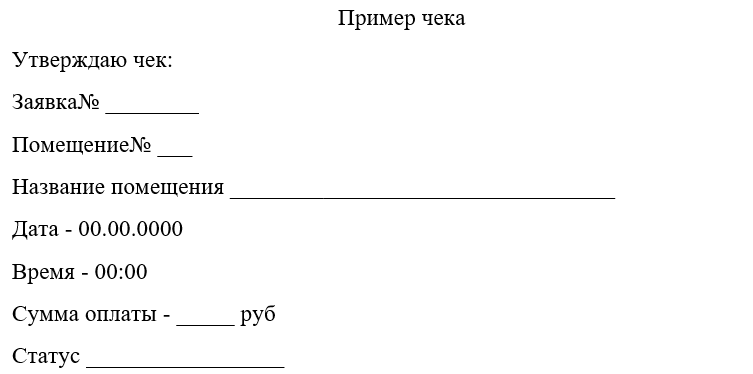 Пример чека
Утверждаю чек:
Заявка№ ________
Помещение№ ___
Название помещения _________________________________
Дата - 00.00.0000
Время - 00:00
Сумма оплаты - _____ руб
Статус _________________